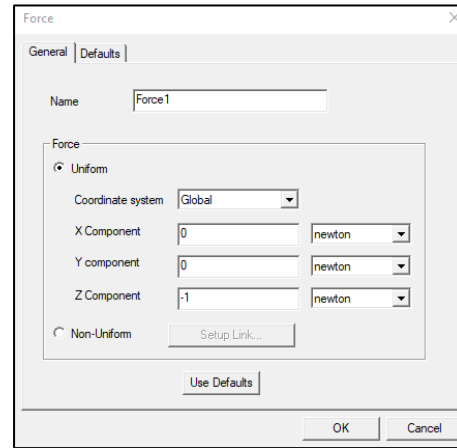 Force
General Defaults
Name Force1
Force
Uniform
Coordinate system Global
X Component 0 newton
Y component 0 newton
Z Component -1 newton
Non-Uniform Setup Link...
Use Defaults
OK Cancel